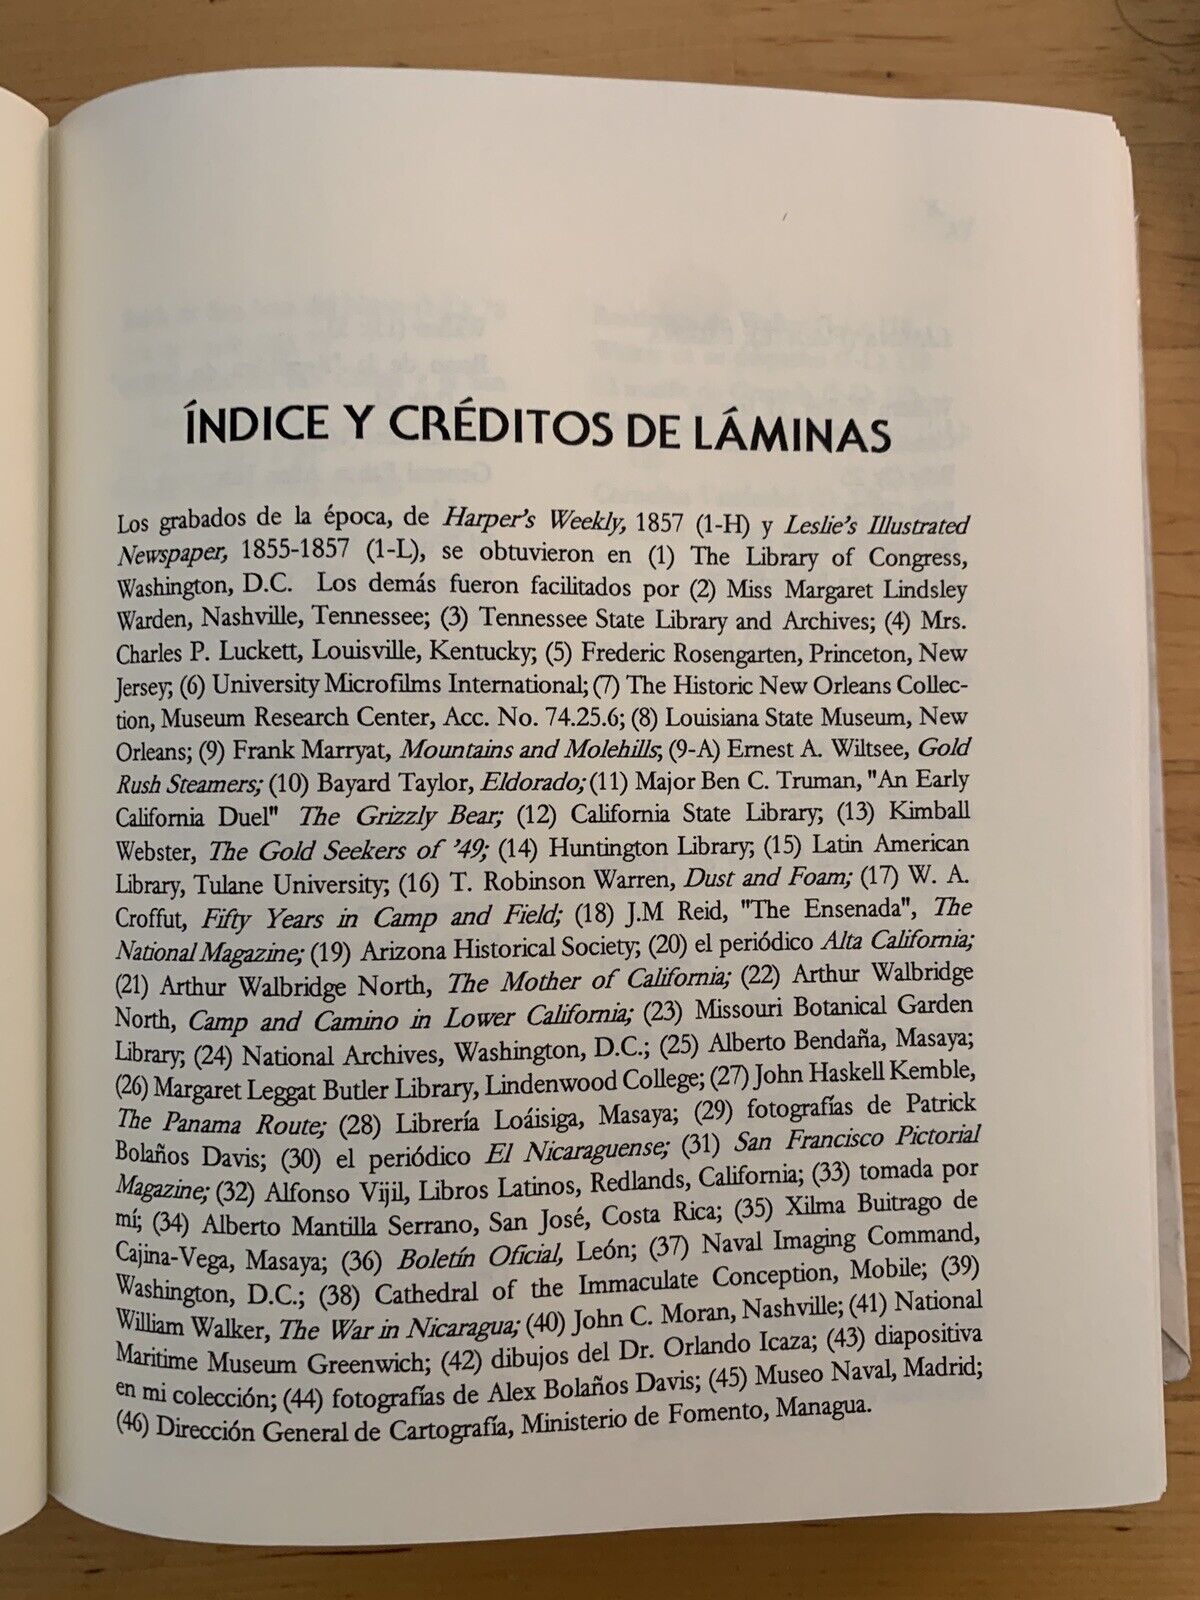 ÍNDICE Y CRÉDITOS DE LÁMINAS
Los grabados de la época, de Harper's Weekly, 1857 (1-H) y Leslie's Illustrated
Newspaper, 1855-1857 (1-L), se obtuvieron en (1) The Library of Congress,
Washington, D.C. Los demás fueron facilitados por (2) Miss Margaret Lindsley
Warden, Nashville, Tennessee; (3) Tennessee State Library and Archives; (4) Mrs.
Charles P. Luckett, Louisville, Kentucky; (5) Frederic Rosengarten, Princeton, New
Jersey; (6) University Microfilms International; (7) The Historic New Orleans Collec-
tion, Museum Research Center, Acc. No. 74.25.6; (8) Louisiana State Museum, New
Orleans; (9) Frank Marryat, Mountains and Molehills; (9-A) Ernest A. Wiltsee, Gold
Rush Steamers; (10) Bayard Taylor, Eldorado; (11) Major Ben C. Truman, "An Early
California Duel" The Grizzly Bear; (12) California State Library; (13) Kimball
Webster, The Gold Seekers of '49; (14) Huntington Library; (15) Latin American
Library, Tulane University; (16) T. Robinson Warren, Dust and Foam; (17) W. A.
Croffut, Fifty Years in Camp and Field; (18) J.M Reid, "The Ensenada", The
National Magazine; (19) Arizona Historical Society; (20) el periódico Alta California;
(21) Arthur Walbridge North, The Mother of California; (22) Arthur Walbridge
North, Camp and Camino in Lower California; (23) Missouri Botanical Garden
Library; (24) National Archives, Washington, D.C.; (25) Alberto Bendaña, Masaya;
(26) Margaret Leggat Butler Library, Lindenwood College; (27) John Haskell Kemble,
The Panama Route; (28) Librería Loáisiga, Masaya; (29) fotografías de Patrick
Bolaños Davis; (30) el periódico El Nicaraguense; (31) San Francisco Pictorial
Magazine; (32) Alfonso Vijil, Libros Latinos, Redlands, California; (33) tomada por
mí; (34) Alberto Mantilla Serrano, San José, Costa Rica; (35) Xilma Buitrago de
Cajina-Vega, Masaya; (36) Boletín Oficial, León; (37) Naval Imaging Command,
Washington, D.C.; (38) Cathedral of the Immaculate Conception, Mobile; (39)
William Walker, The War in Nicaragua; (40) John C. Moran, Nashville; (41) National
Maritime Museum Greenwich; (42) dibujos del Dr. Orlando Icaza; (43) diapositiva
en mi colección; (44) fotografías de Alex Bolaños Davis; (45) Museo Naval, Madrid;
(46) Dirección General de Cartografía, Ministerio de Fomento, Managua.